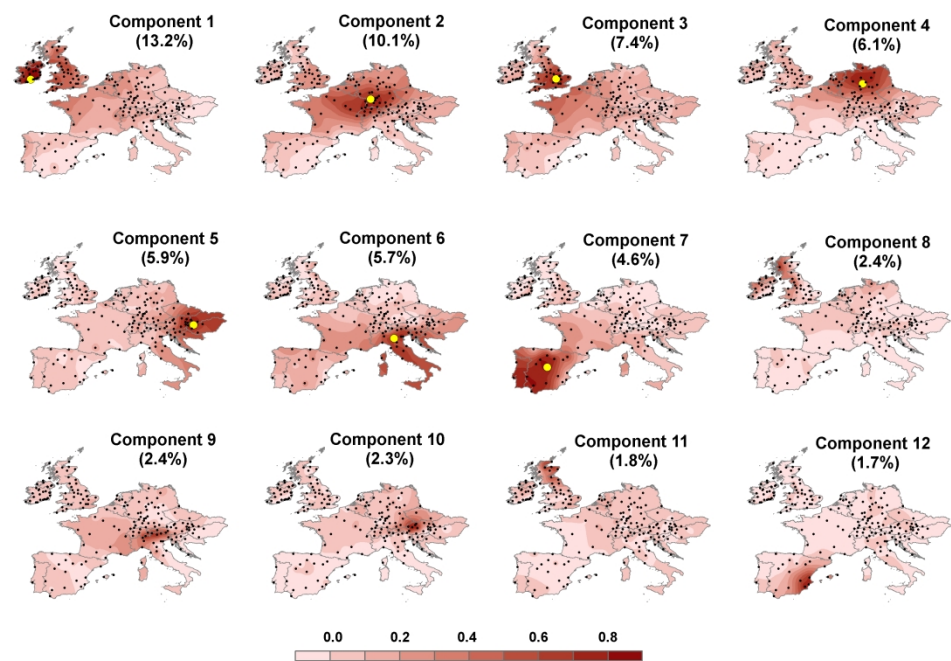 Component 1
(13.2%)
Component 2
(10.1%)
Component 3
(7.4%)
Component 4
(6.1%)
Component 5
(5.9%)
Component 6
(5.7%)
Component 7
(4.6%)
Component 8
(2.4%)
Component 9
(2.4%)
Component 10
(2.3%)
Component 11
(1.8%)
Component 12
(1.7%)
0.0 0.2 0.4 0.6 0.8